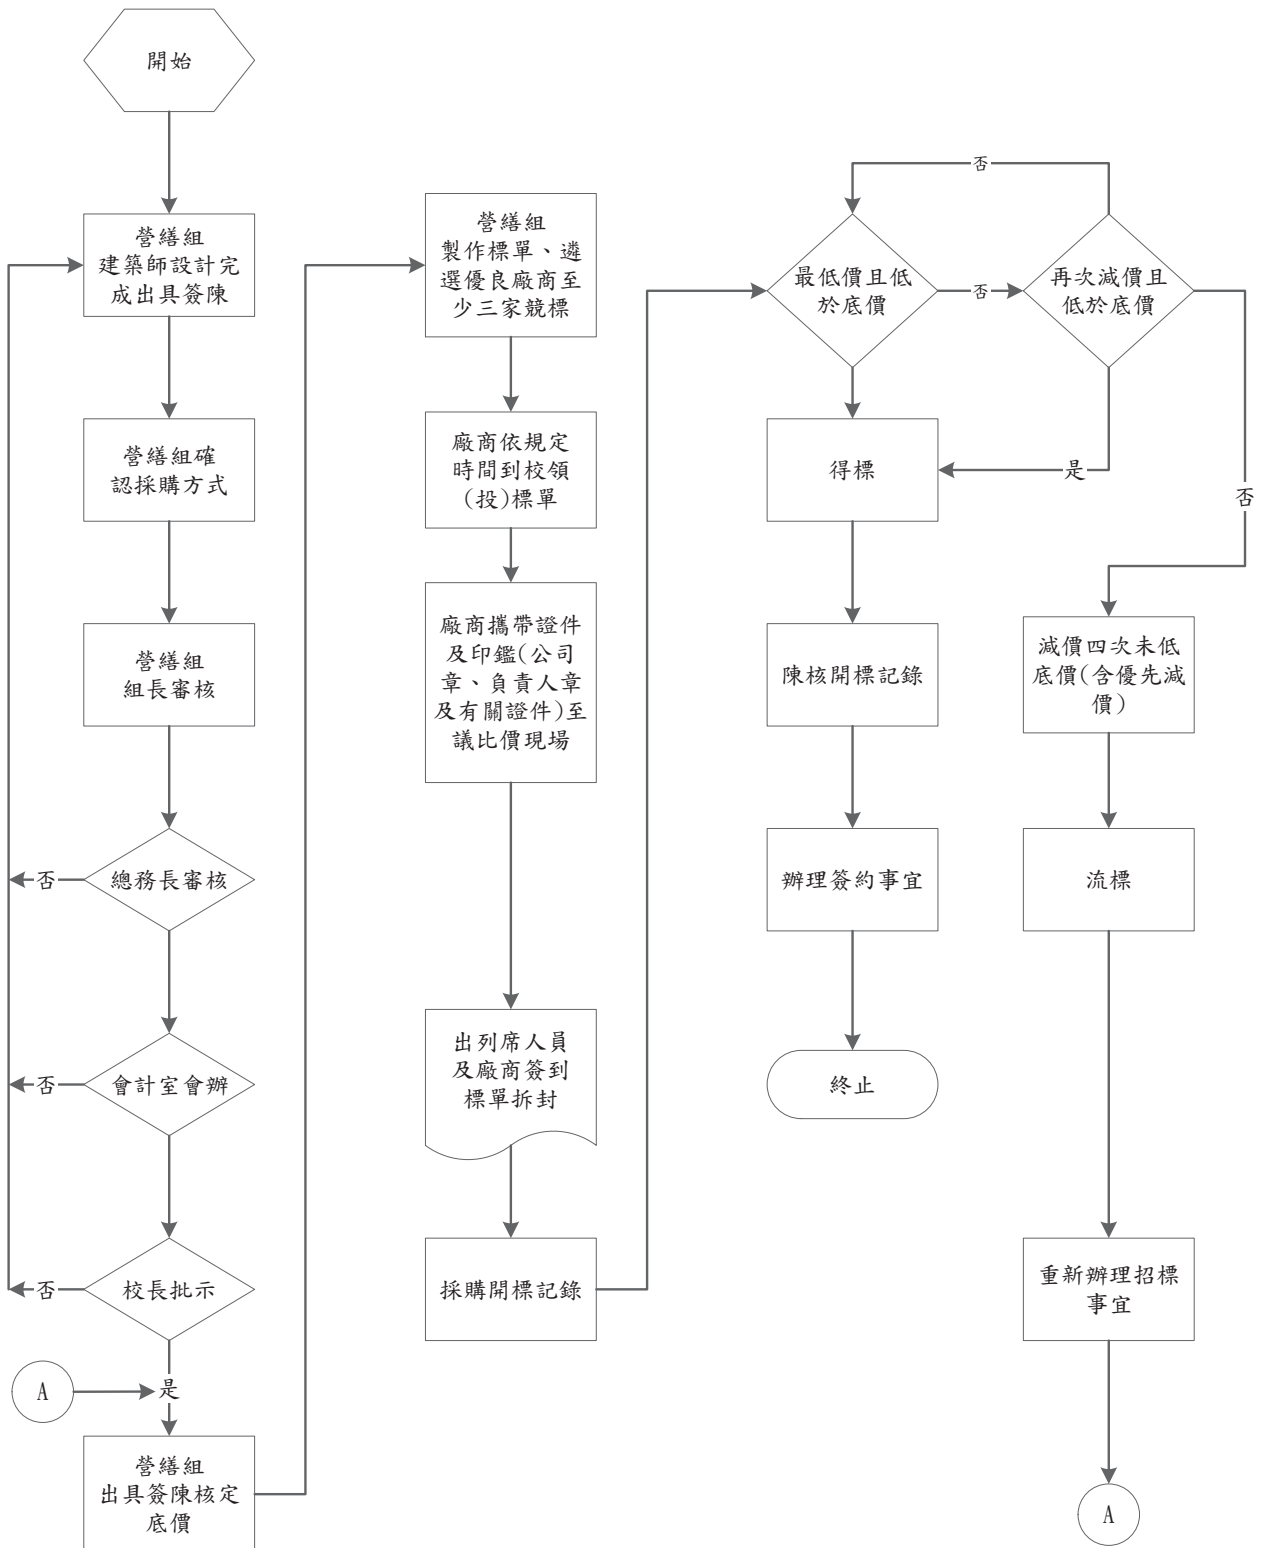 開始
營繕組
建築師設計完
成出具簽陳
營繕組確
認採購方式
營繕組
組長審核
總務長審核
否
會計室會辦
否
校長批示
否
A
是
營繕組
出具簽陳核定
底價
營繕組
製作標單、遴
選優良廠商至
少三家競標
廠商依規定
時間到校領
(投)標單
廠商攜帶證件
及印鑑(公司
章、負責人章
及有關證件)至
議比價現場
出列席人員
及廠商簽到
標單拆封
採購開標記錄
否
最低價且低
於底價
否
再次減價且
低於底價
得標
是
否
陳核開標記錄
減價四次未低
底價(含優先減
價)
辦理簽約事宜
流標
終止
重新辦理招標
事宜
A